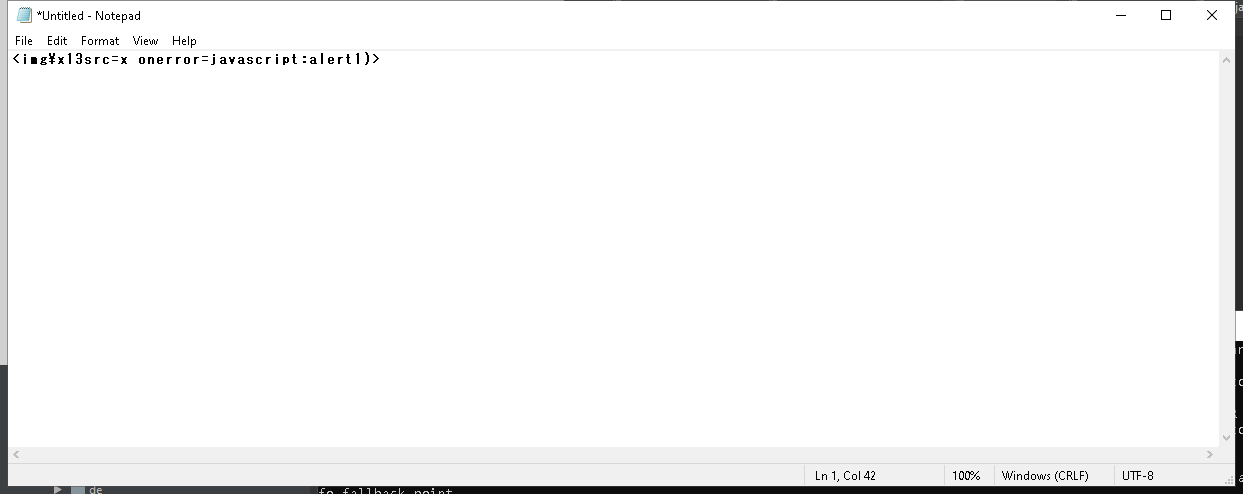 *Untitled - Notepad
File Edit Format View Help
<img¥x13src=x onerror=javascript:alert1)>
Ln 1, Col 42 100% Windows (CRLF) UTF-8
de
fo fallback point